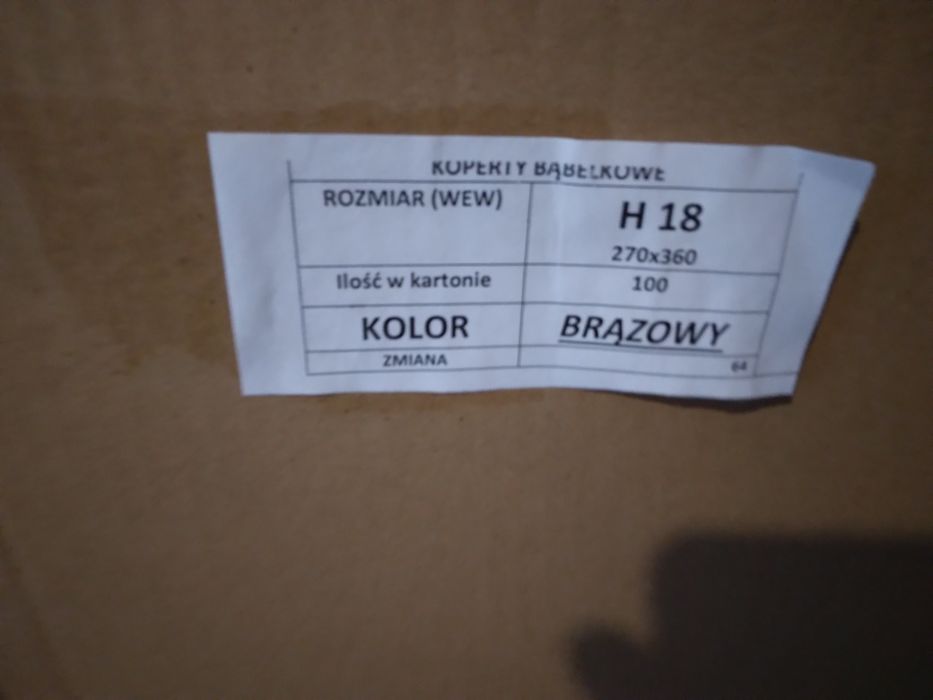 KOPERTY BĄBELKOWE
ROZMIAR (WEW) H 18
270x360
Ilość w kartonie 100
KOLOR BRĄZOWY
ZMIANA 64